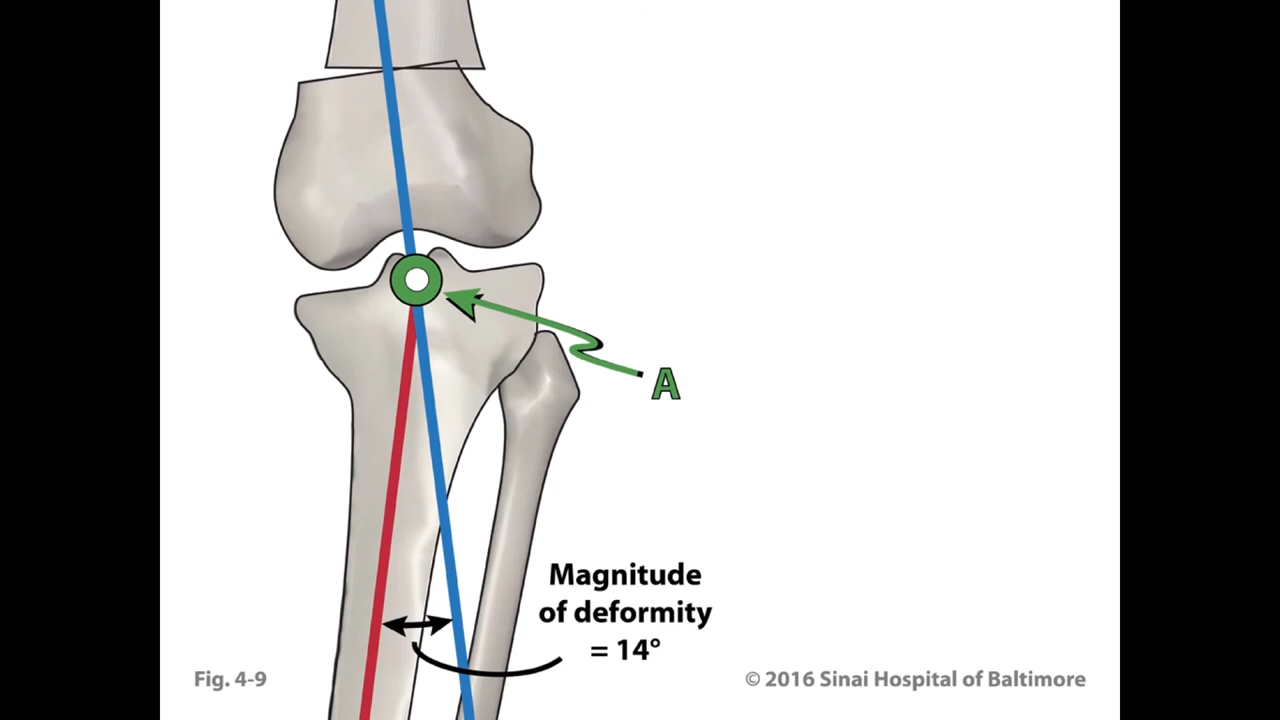 A
Magnitude
of deformity
= 14°
Fig. 4-9
© 2016 Sinai Hospital of Baltimore